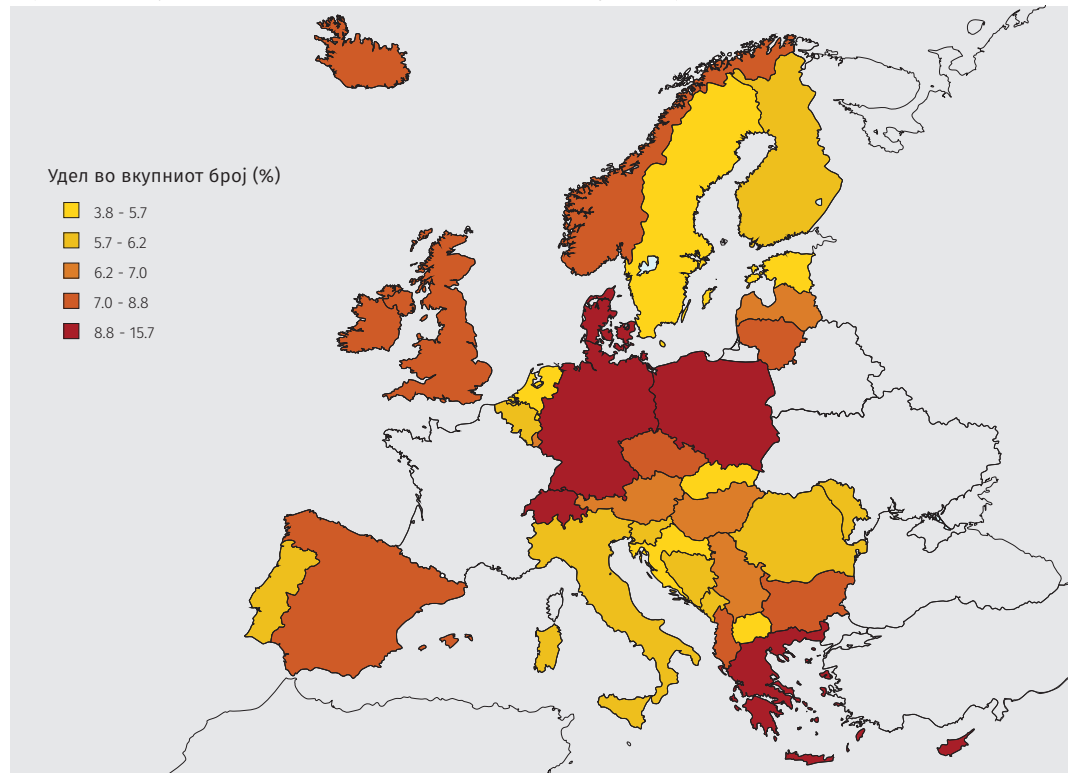 Удел во вкупниот број (%)
3.8 - 5.7
5.7 - 6.2
6.2 - 7.0
7.0 - 8.8
8.8 - 15.7